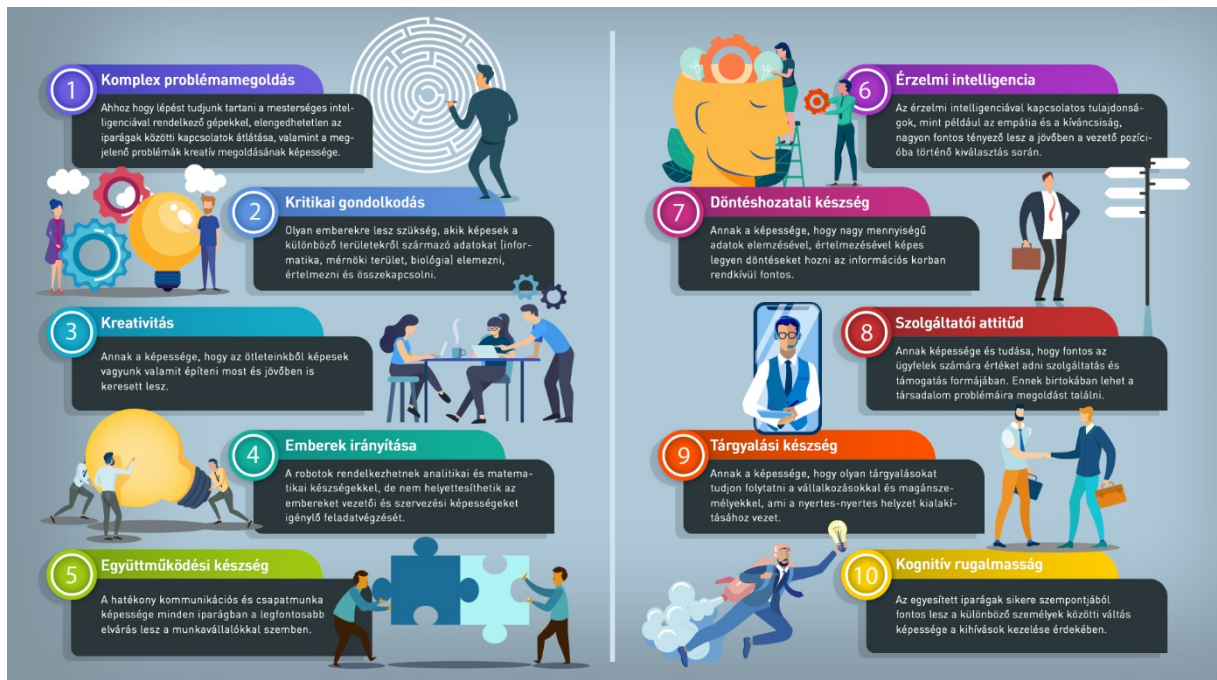 1
Komplex problémamegoldás
Ahhoz hogy lépést tudjunk tartani a mesterséges intel-
ligenciával rendelkező gépekkel, elengedhetetlen az
iparágak közötti kapcsolatok átlátása, valamint a meg-
jelenő problémák kreatív megoldásának képessége.
2
Kritikai gondolkodás
Olyan emberekre lesz szükség, akik képesek a
különböző területekről származó adatokat (infor-
matika, mérnöki terület, biológia) elemezni,
értelmezni és összekapcsolni.
3
Kreativitás
Annak a képessége, hogy az ötleteinkből képesek
vagyunk valamit építeni most és jövőben is
keresett lesz.
4
Emberek irányítása
A robotok rendelkezhetnek analitikai és matema-
tikai készségekkel, de nem helyettesíthetik az
embereket vezetői és szervezési képességeket
igénylő feladatvégzését.
5
Együttműködési készség
A hatékony kommunikációs és csapatmunka
képessége minden iparágban a legfontosabb
elvárás lesz a munkavállalókkal szemben.
6
Érzelmi intelligencia
Az érzelmi intelligenciával kapcsolatos tulajdonsá-
gok, mint például az empátia és a kíváncsiság,
nagyon fontos tényező lesz a jövőben a vezető pozíci-
óba történő kiválasztás során.
7
Döntéshozatali készség
Annak a képessége, hogy nagy mennyiségű
adatok elemzésével, értelmezésével képes
legyen döntéseket hozni az információs korban
rendkívül fontos.
8
Szolgáltatói attitűd
Annak képessége és tudása, hogy fontos az
ügyfelek számára értéket adni szolgáltatás és
támogatás formájában. Ennek birtokában lehet a
társadalom problémáira megoldást találni.
9
Tárgyalási készség
Annak a képessége, hogy olyan tárgyalásokat
tudjon folytatni a vállalkozásokkal és magánsze-
mélyekkel, ami a nyertes-nyertes helyzet kialakí-
tásához vezet.
10
Kognitív rugalmasság
Az egyesített iparágak sikere szempontjából
fontos lesz a különböző személyek közötti váltás
képessége a kihívások kezelése érdekében.